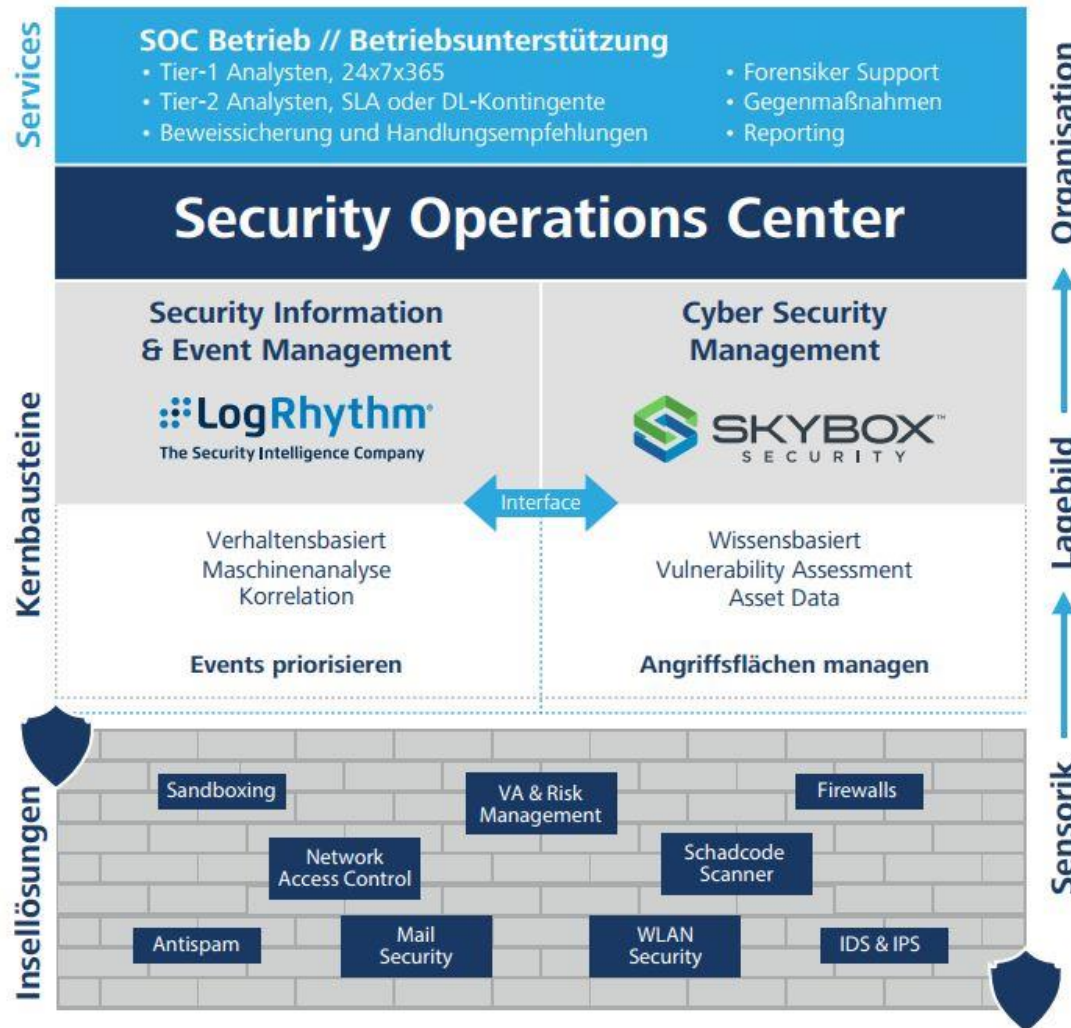 Services
SOC Betrieb // Betriebsunterstützung
• Tier-1 Analysten, 24x7x365
• Tier-2 Analysten, SLA oder DL-Kontingente
• Beweissicherung und Handlungsempfehlungen
• Forensiker Support
• Gegenmaßnahmen
• Reporting
Security Operations Center
Kernbausteine
Security Information
& Event Management
LogRhythm®
The Security Intelligence Company
Cyber Security
Management
SKYBOX™
SECURITY
Interface
Verhaltensbasiert
Maschinenanalyse
Korrelation
Events priorisieren
Wissensbasiert
Vulnerability Assessment
Asset Data
Angriffsflächen managen
Insellösungen
Sandboxing
VA & Risk
Management
Firewalls
Network
Access Control
Schadcode
Scanner
Antispam
Mail
Security
WLAN
Security
IDS & IPS
Organisation
Lagebild
Sensorik